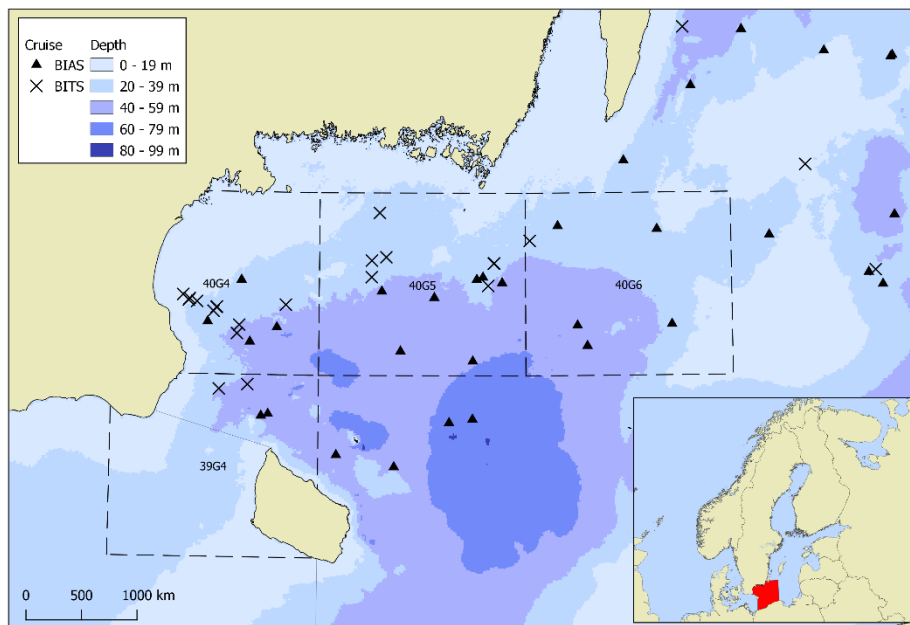 Cruise Depth
▲ BIAS 0 - 19 m
× BITS 20 - 39 m
40 - 59 m
60 - 79 m
80 - 99 m
40G4 40G5 40G6
39G4
0 500 1000 km